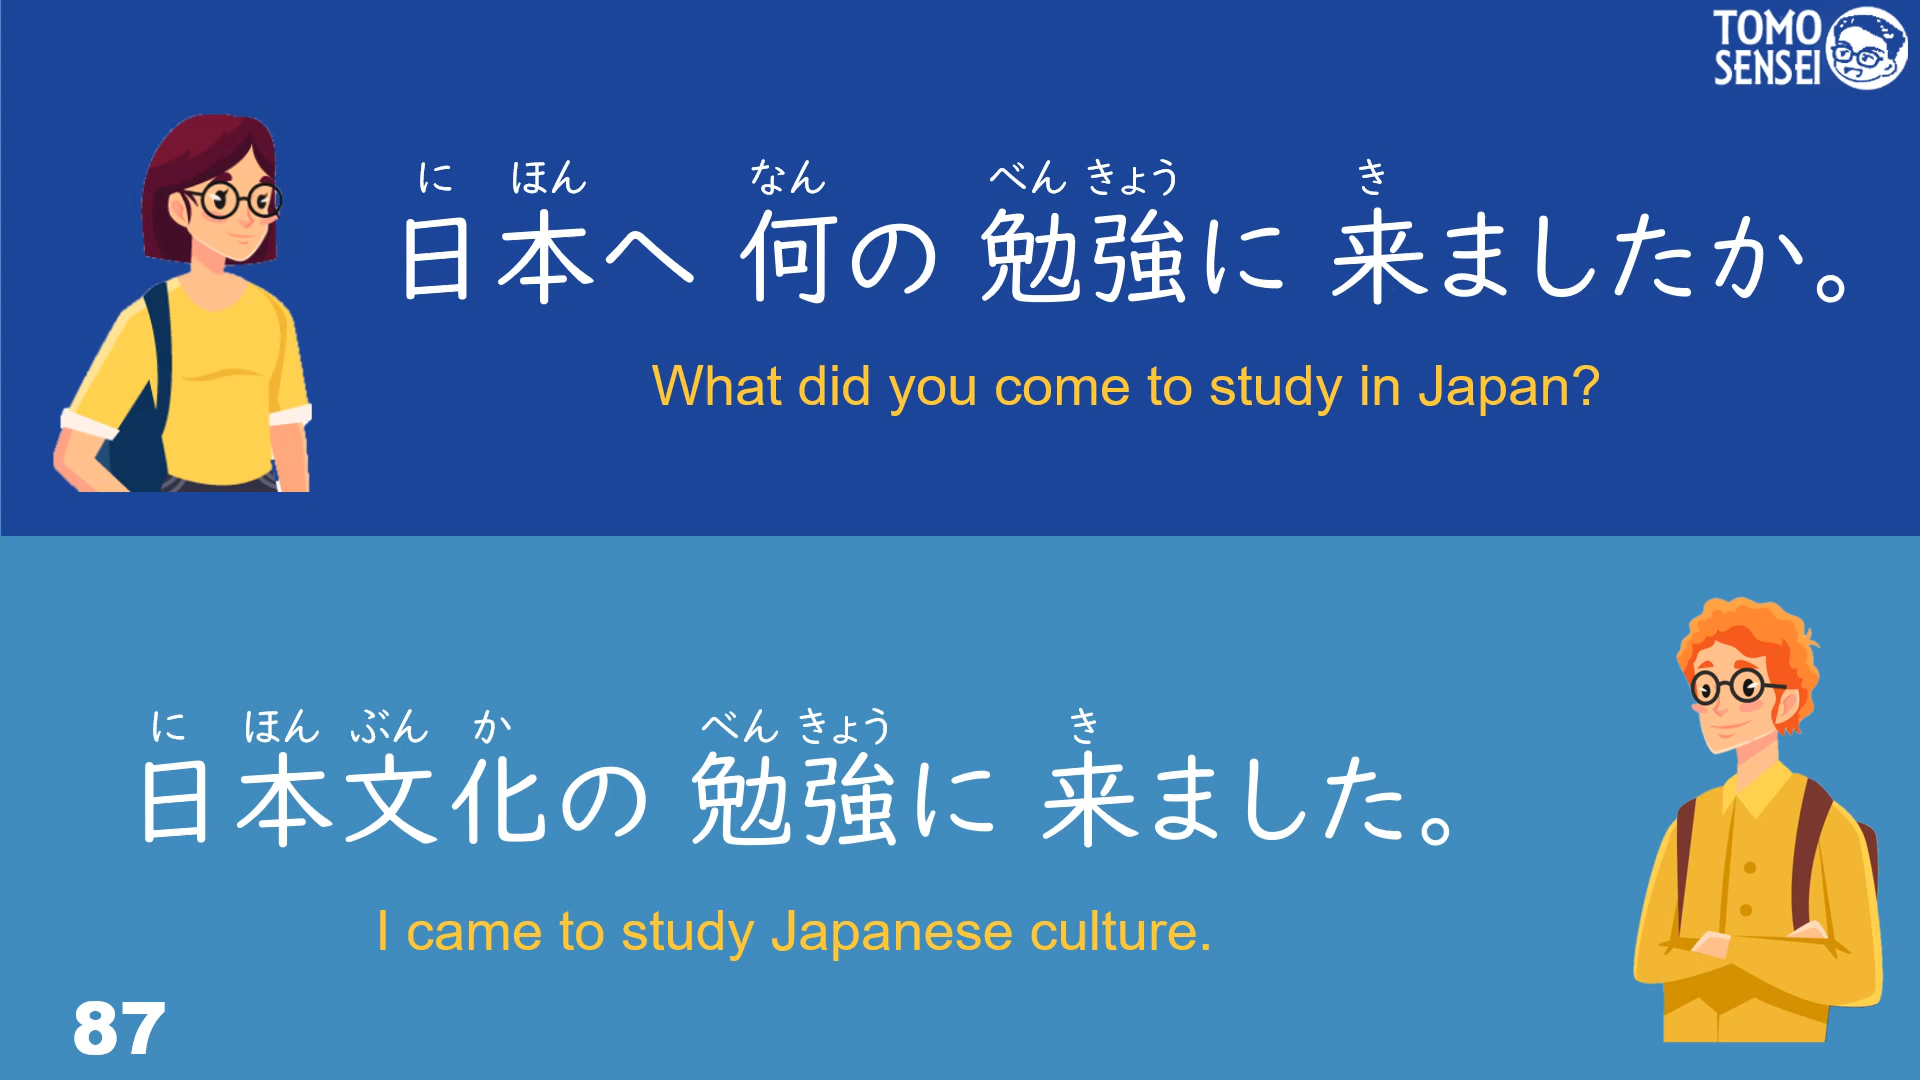 TOMO
SENSEI
に ほん なん べん きょう き
日本へ 何の 勉強に 来ましたか。
What did you come to study in Japan?
に ほん ぶん か べん きょう き
日本文化の 勉強に 来ました。
I came to study Japanese culture.
87